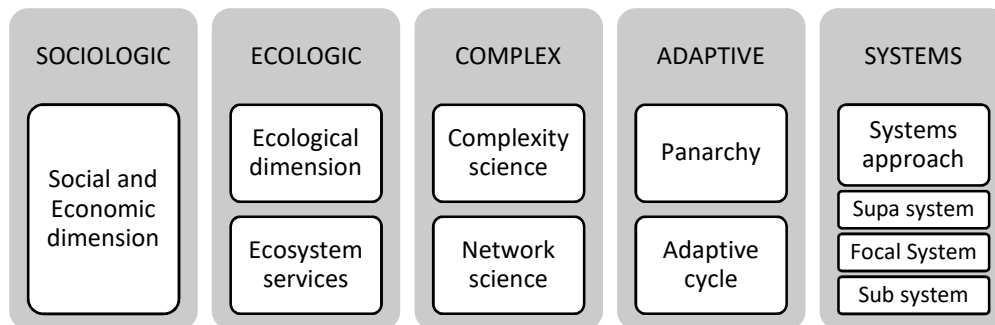 SOCIOLOGIC
Social and
Economic
dimension
ECOLOGIC
Ecological
dimension
Ecosystem
services
COMPLEX
Complexity
science
Network
science
ADAPTIVE
Panarchy
Adaptive
cycle
SYSTEMS
Systems
approach
Supa system
Focal System
Sub system